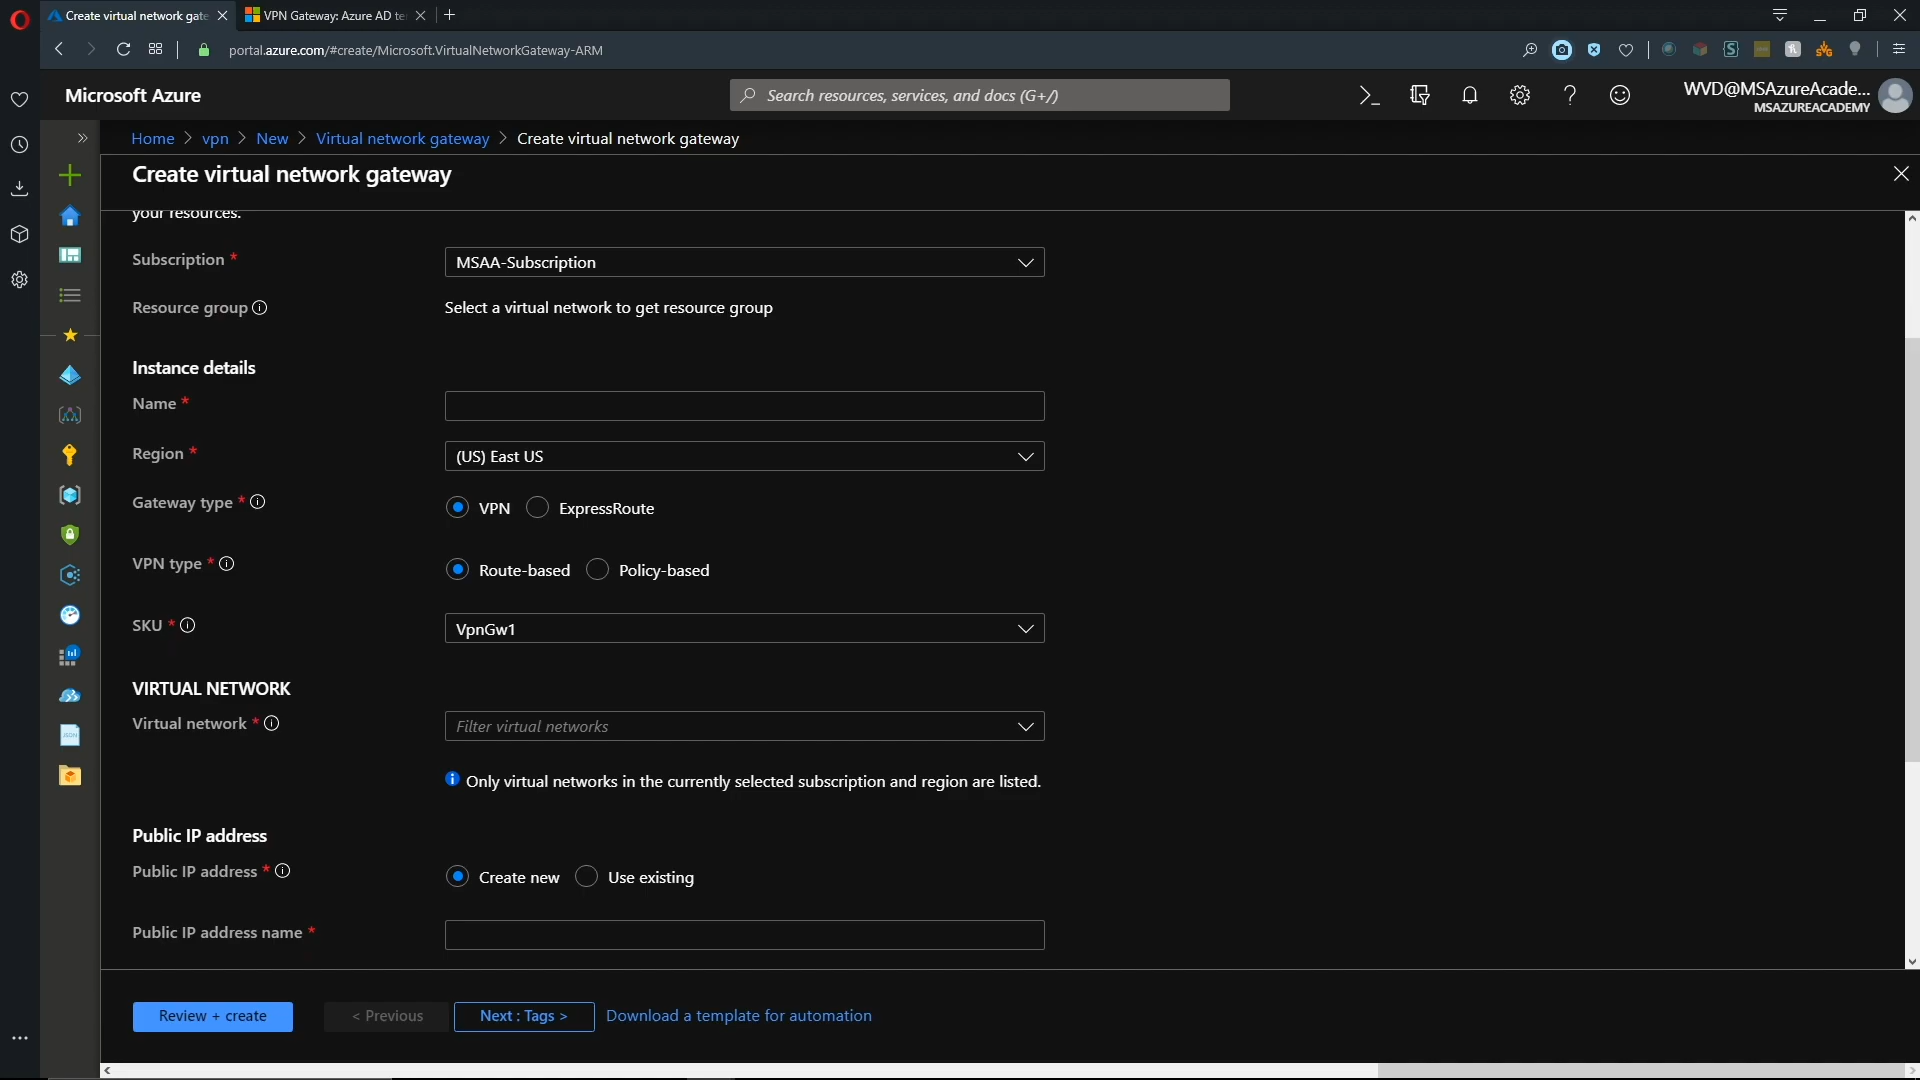 Create virtual network gate
VPN Gateway: Azure AD te
portal.azure.com/#create/Microsoft.VirtualNetworkGateway-ARM
Microsoft Azure
Search resources, services, and docs (G+/)
WVD@MSAzureAcade...
MSAZUREACADEMY
Home > vpn > New > Virtual network gateway > Create virtual network gateway
Create virtual network gateway
your resources.
Subscription *
MSAA-Subscription
Resource group
Select a virtual network to get resource group
Instance details
Name *
Region *
(US) East US
Gateway type *
VPN ExpressRoute
VPN type *
Route-based Policy-based
SKU *
VpnGw1
VIRTUAL NETWORK
Virtual network *
Filter virtual networks
Only virtual networks in the currently selected subscription and region are listed.
Public IP address
Public IP address *
Create new Use existing
Public IP address name *
Review + create
< Previous
Next : Tags >
Download a template for automation